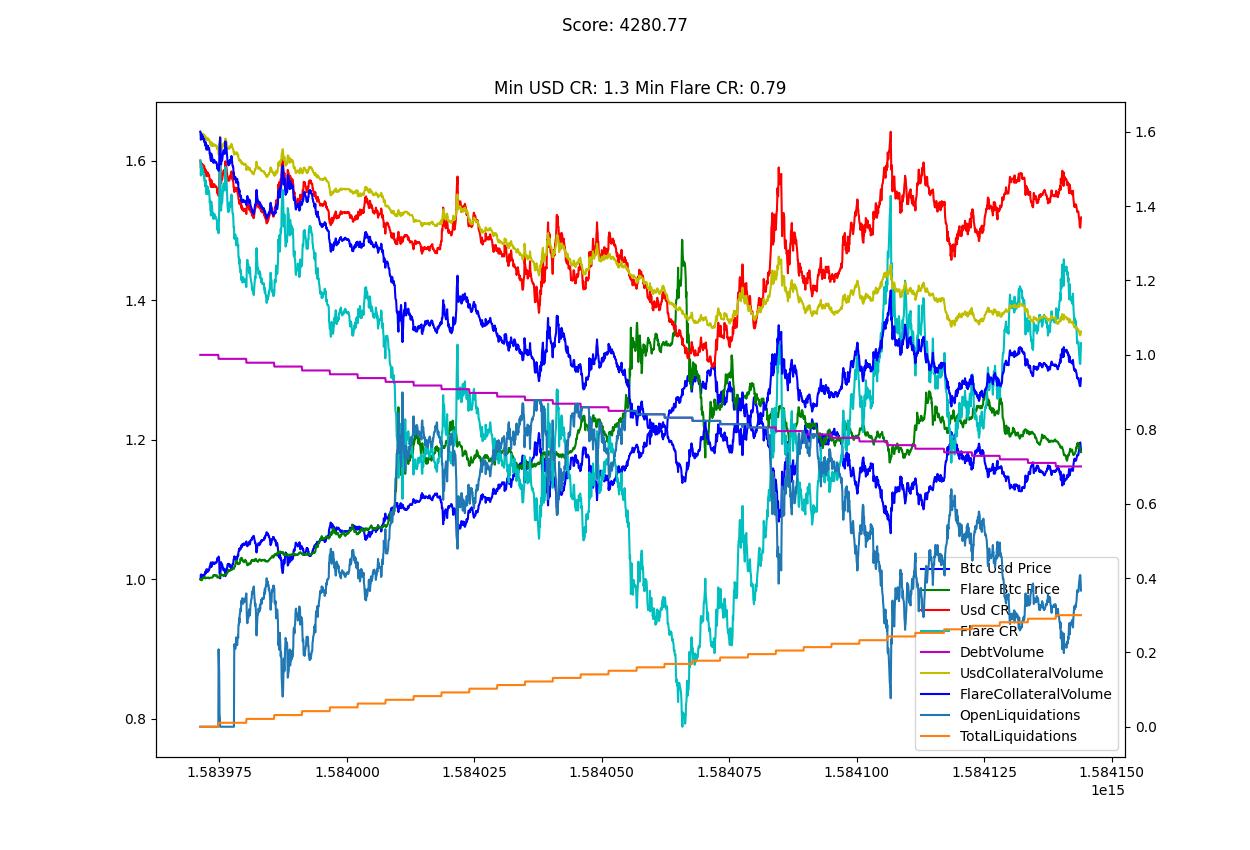 Score: 4280.77
Min USD CR: 1.3 Min Flare CR: 0.79
1.6
1.4
1.2
1.0
0.8
1.6
1.4
1.2
1.0
0.8
0.6
0.4
0.2
0.0
Btc Usd Price
Flare Btc Price
Usd CR
Flare CR
DebtVolume
UsdCollateralVolume
FlareCollateralVolume
OpenLiquidations
TotalLiquidations
1.583975 1.584000 1.584025 1.584050 1.584075 1.584100 1.584125 1.584150
1e15